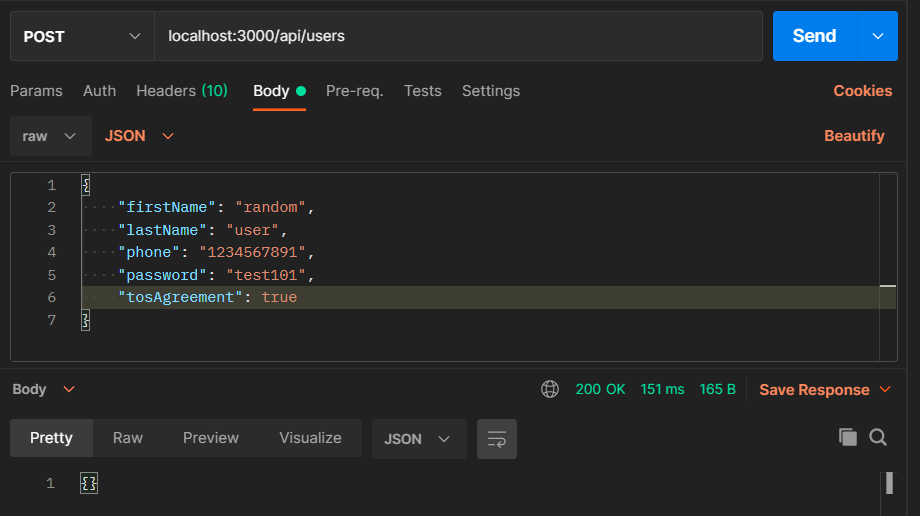 POST localhost:3000/api/users Send
Params Auth Headers (10) Body Pre-req. Tests Settings Cookies
raw JSON Beautify
1 {
2 "firstName": "random",
3 "lastName": "user",
4 "phone": "1234567891",
5 "password": "test101",
6 "tosAgreement": true
7 }
Body 200 OK 151 ms 165 B Save Response
Pretty Raw Preview Visualize JSON
1 {}